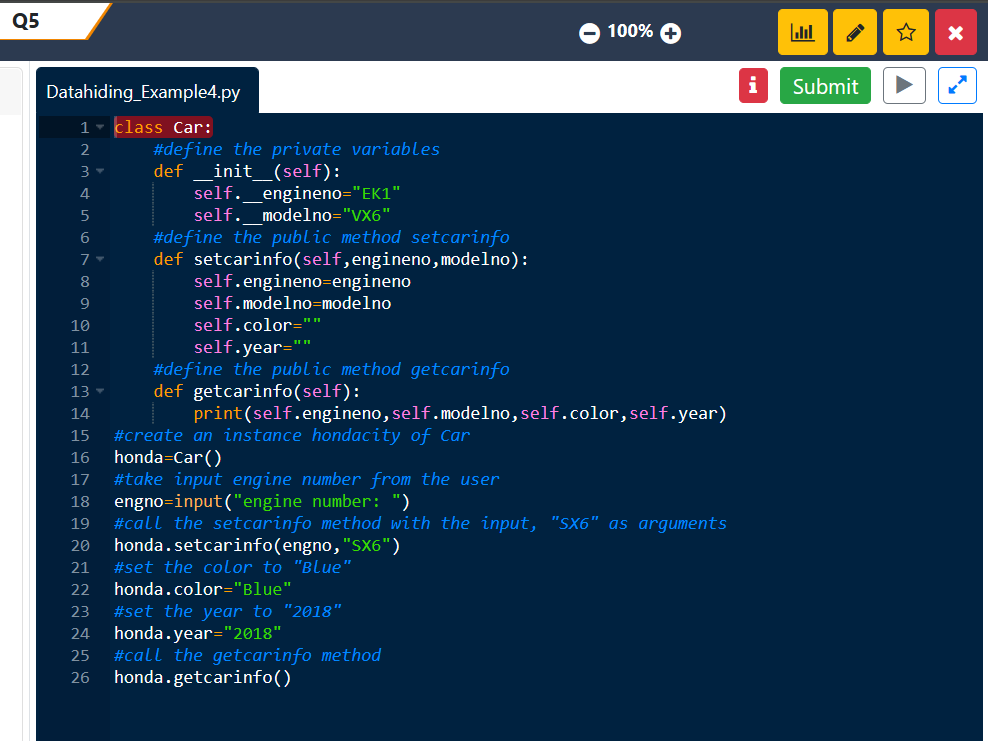 Q5
100%
Datahiding_Example4.py
Submit
1 class Car:
2     #define the private variables
3     def __init__(self):
4         self.__engineno="EK1"
5         self.__modelno="VX6"
6     #define the public method setcarinfo
7     def setcarinfo(self,engineno,modelno):
8         self.engineno=engineno
9         self.modelno=modelno
10         self.color=""
11         self.year=""
12     #define the public method getcarinfo
13     def getcarinfo(self):
14         print(self.engineno,self.modelno,self.color,self.year)
15 #create an instance hondacity of Car
16 honda=Car()
17 #take input engine number from the user
18 engno=input("engine number: ")
19 #call the setcarinfo method with the input, "SX6" as arguments
20 honda.setcarinfo(engno,"SX6")
21 #set the color to "Blue"
22 honda.color="Blue"
23 #set the year to "2018"
24 honda.year="2018"
25 #call the getcarinfo method
26 honda.getcarinfo()